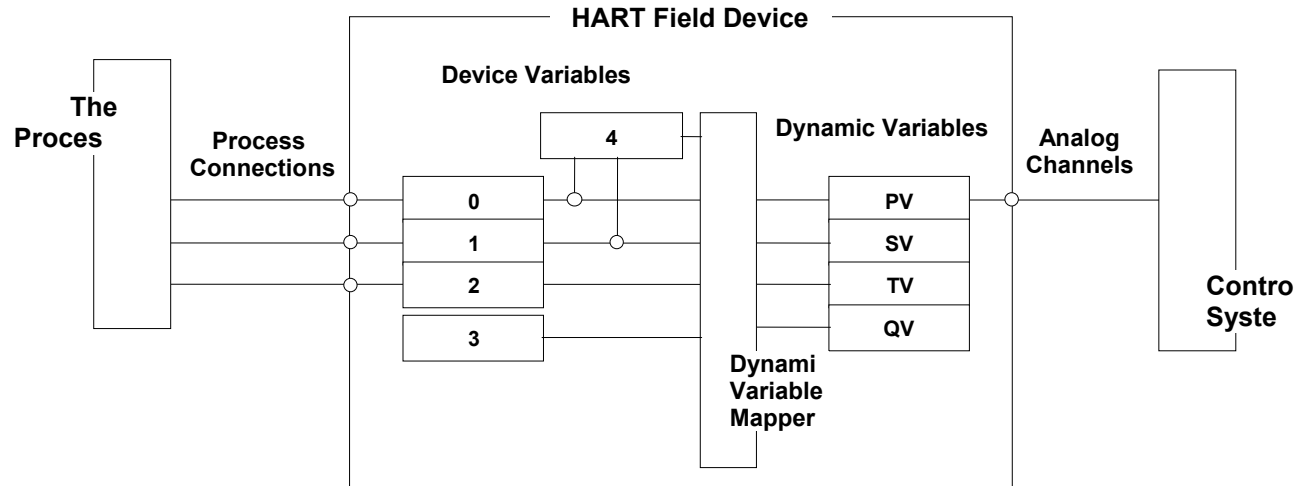 HART Field Device
Device Variables
The
Proces
Process
Connections
4
Dynamic Variables
Analog
Channels
0
1
2
3
PV
SV
TV
QV
Dynami
Variable
Mapper
Contro
Syste